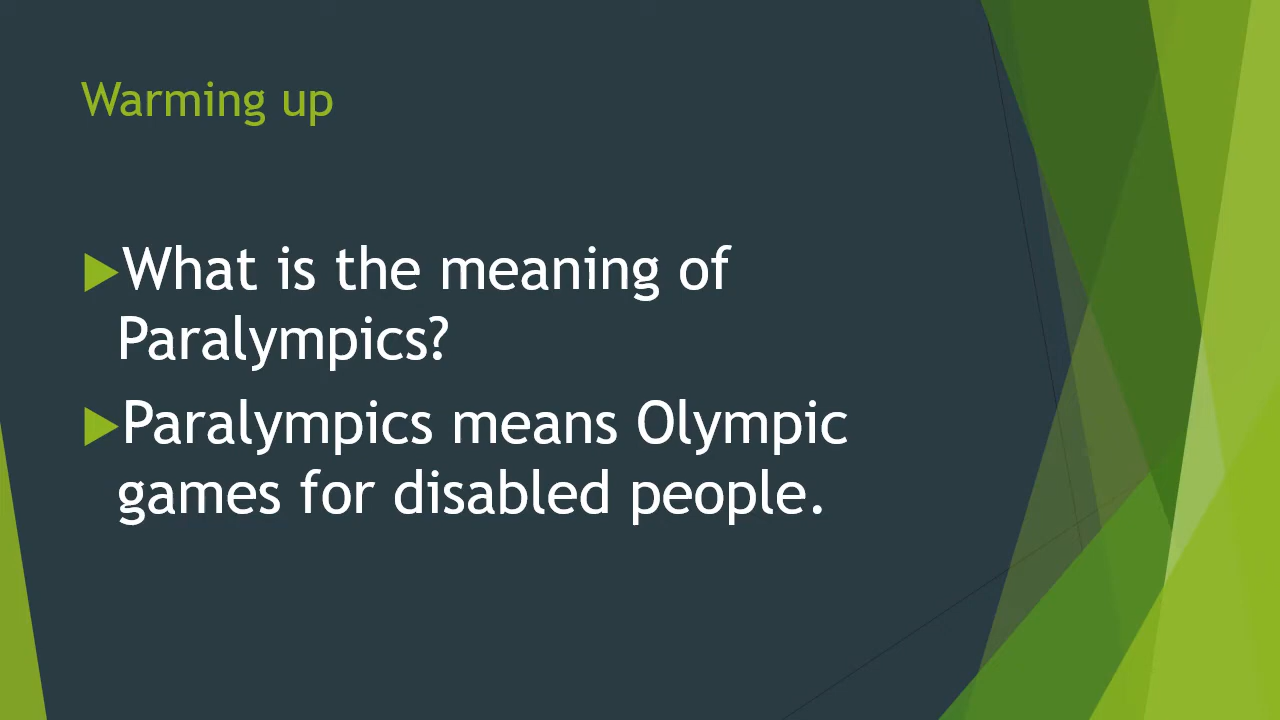 Warming up
What is the meaning of
Paralympics?
Paralympics means Olympic
games for disabled people.